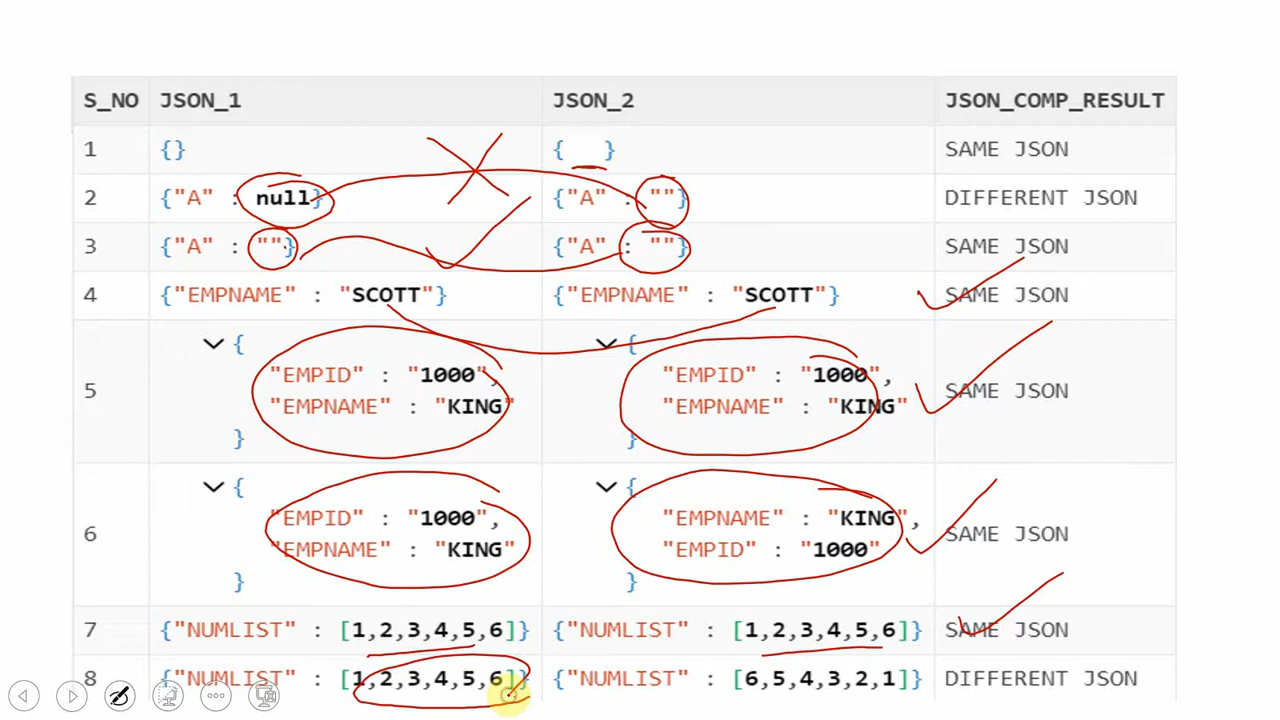 S_NO JSON_1 JSON_2 JSON_COMP_RESULT
1 {} { } SAME JSON
2 {"A" : null} {"A" : ""} DIFFERENT JSON
3 {"A" : ""} {"A" : ""} SAME JSON
4 {"EMPNAME" : "SCOTT"} {"EMPNAME" : "SCOTT"} SAME JSON
{ {
"EMPID" : "1000", "EMPID" : "1000",
5 SAME JSON
"EMPNAME" : "KING" "EMPNAME" : "KING"
} }
{ {
"EMPID" : "1000", "EMPNAME" : "KING",
6 SAME JSON
"EMPNAME" : "KING" "EMPID" : "1000"
} }
7 {"NUMLIST" : [1,2,3,4,5,6]} {"NUMLIST" : [1,2,3,4,5,6]} SAME JSON
8 {"NUMLIST" : [1,2,3,4,5,6]} {"NUMLIST" : [6,5,4,3,2,1]} DIFFERENT JSON